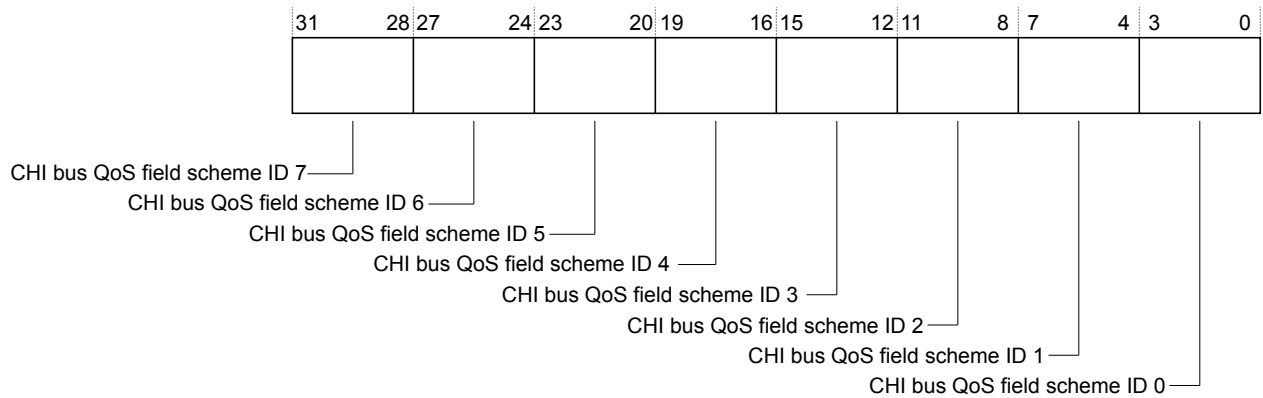 31 28 27 24 23 20 19 16 15 12 11 8 7 4 3 0
CHI bus QoS field scheme ID 7
CHI bus QoS field scheme ID 6
CHI bus QoS field scheme ID 5
CHI bus QoS field scheme ID 4
CHI bus QoS field scheme ID 3
CHI bus QoS field scheme ID 2
CHI bus QoS field scheme ID 1
CHI bus QoS field scheme ID 0